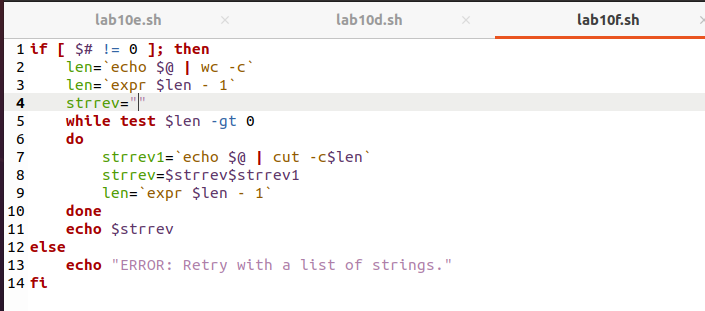 lab10e.sh × lab10d.sh × lab10f.sh ×
1 if [ $# != 0 ]; then
2     len=`echo $@ | wc -c`
3     len=`expr $len - 1`
4     strrev=""
5     while test $len -gt 0
6     do
7         strrev1=`echo $@ | cut -c$len`
8         strrev=$strrev$strrev1
9         len=`expr $len - 1`
10     done
11     echo $strrev
12 else
13     echo "ERROR: Retry with a list of strings."
14 fi